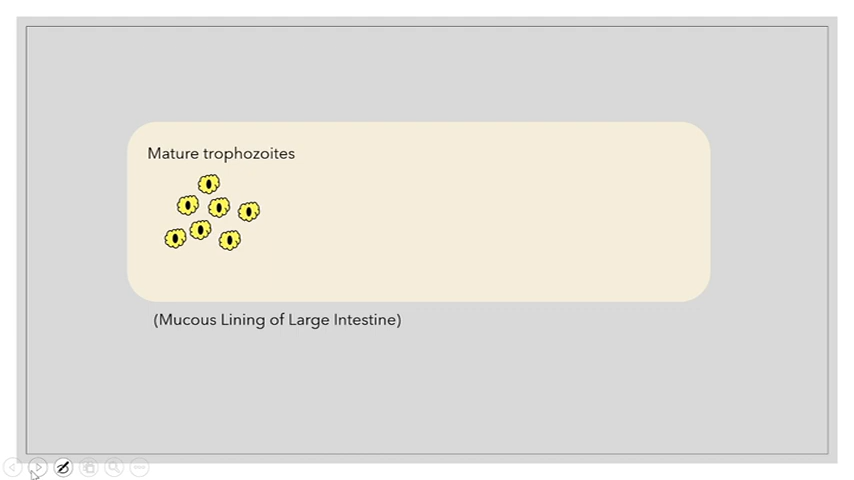 Mature trophozoites
(Mucous Lining of Large Intestine)